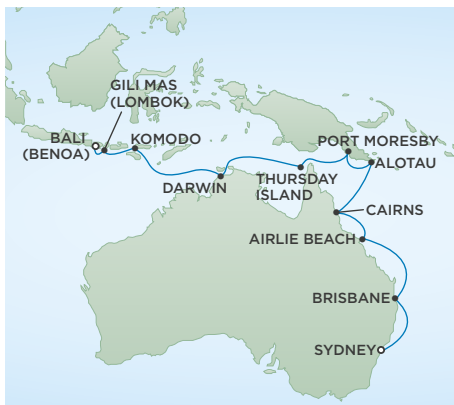 GILI MAS
(LOMBOK)
BALI
(BENOA)
KOMODO
PORT MORESBY
ALOTAU
DARWIN
THURSDAY
ISLAND
CAIRNS
AIRLIE BEACH
BRISBANE
SYDNEY